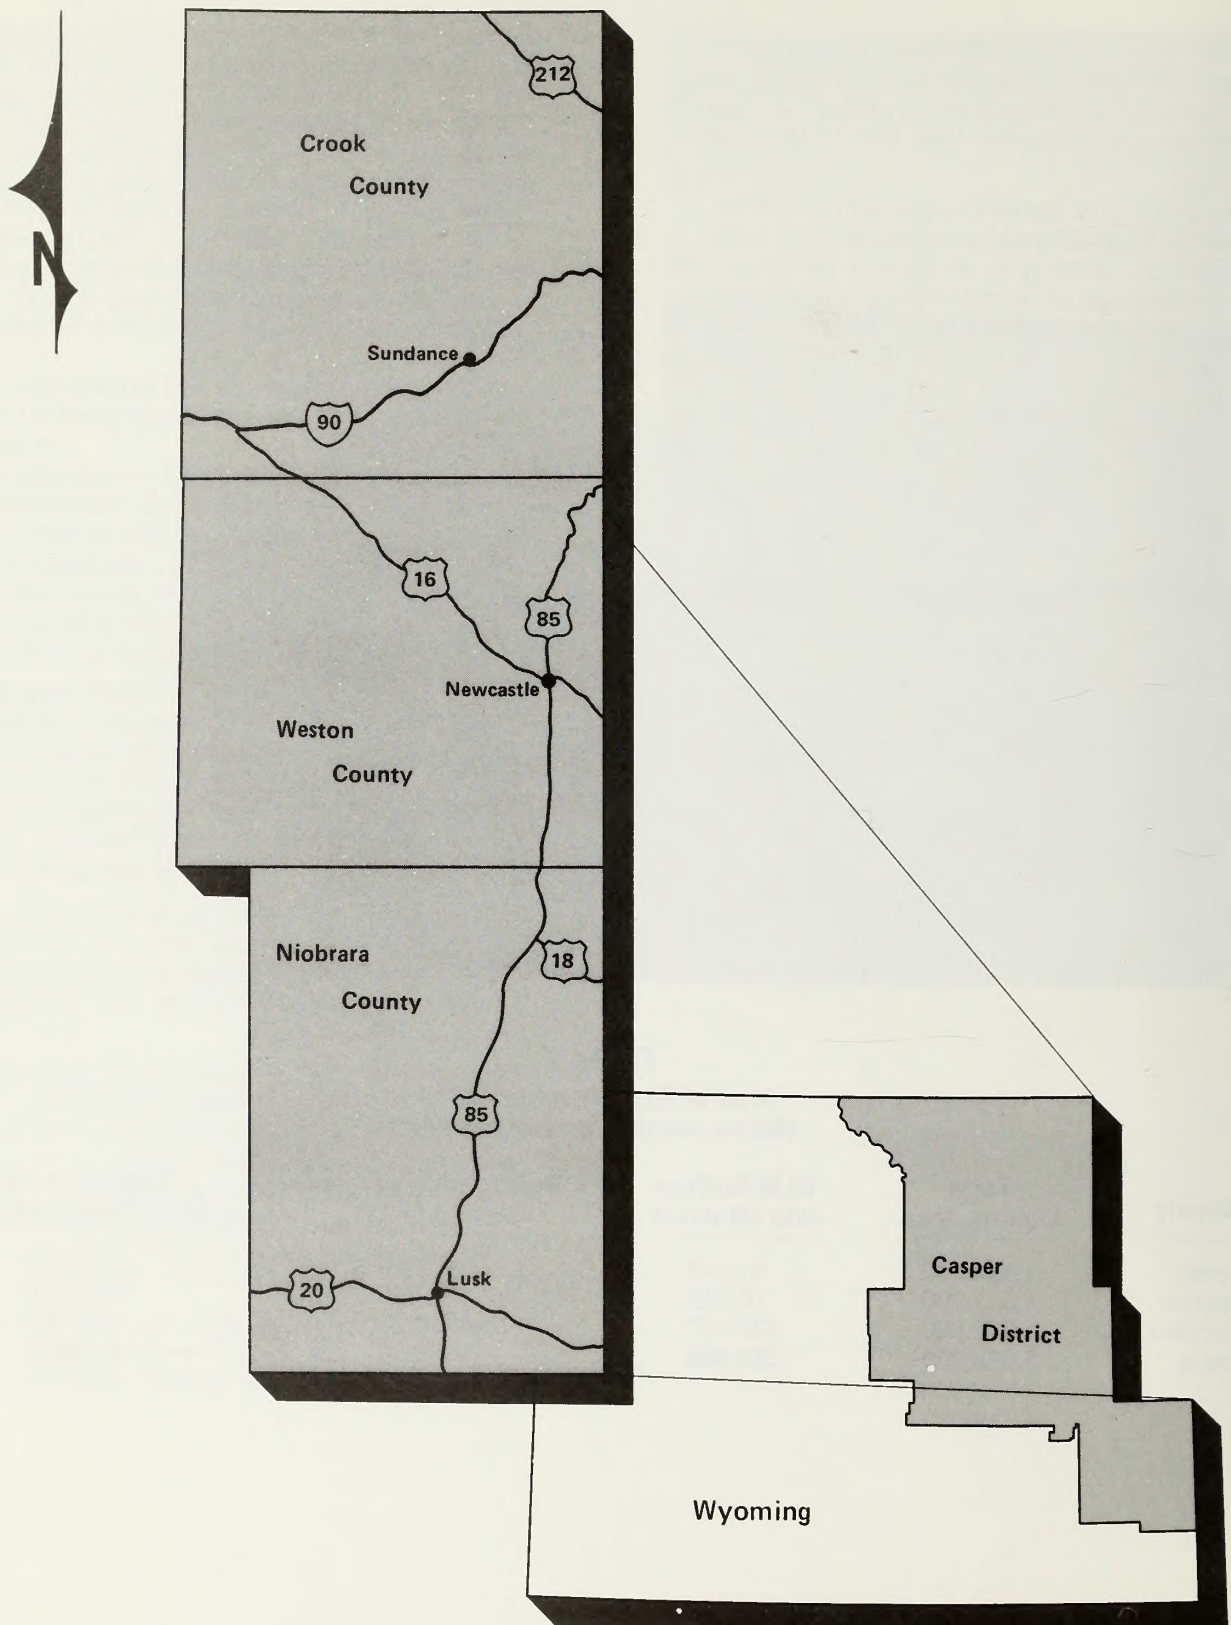 212
Crook
County
N
Sundance
90
16
85
Newcastle
Weston
County
Niobrara
County
18
85
Lusk
20
Casper
District
Wyoming